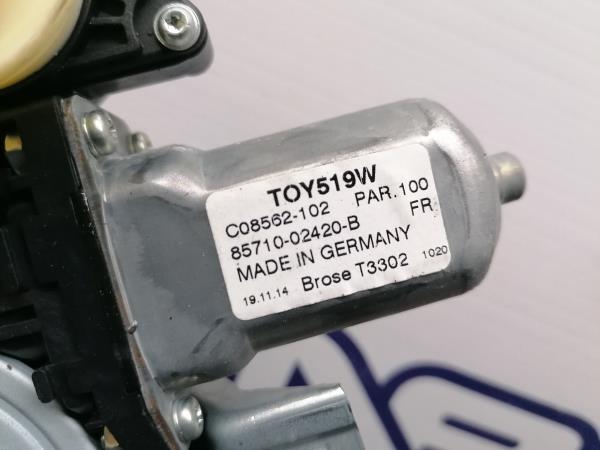 TOY519W
C08562-102 PAR.100
85710-02420-B FR
MADE IN GERMANY
19.11.14 Brose T3302 1020